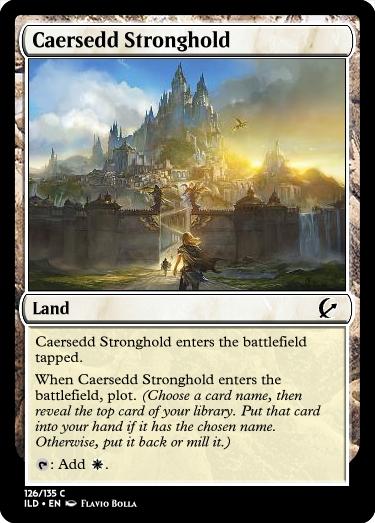 Caersedd Stronghold
Land
Caersedd Stronghold enters the battlefield
tapped.
When Caersedd Stronghold enters the
battlefield, plot. (Choose a card name, then
reveal the top card of your library. Put that card
into your hand if it has the chosen name.
Otherwise, put it back or mill it.)
: Add .
126/135 C
ILD • EN FLAVIO BOLLA